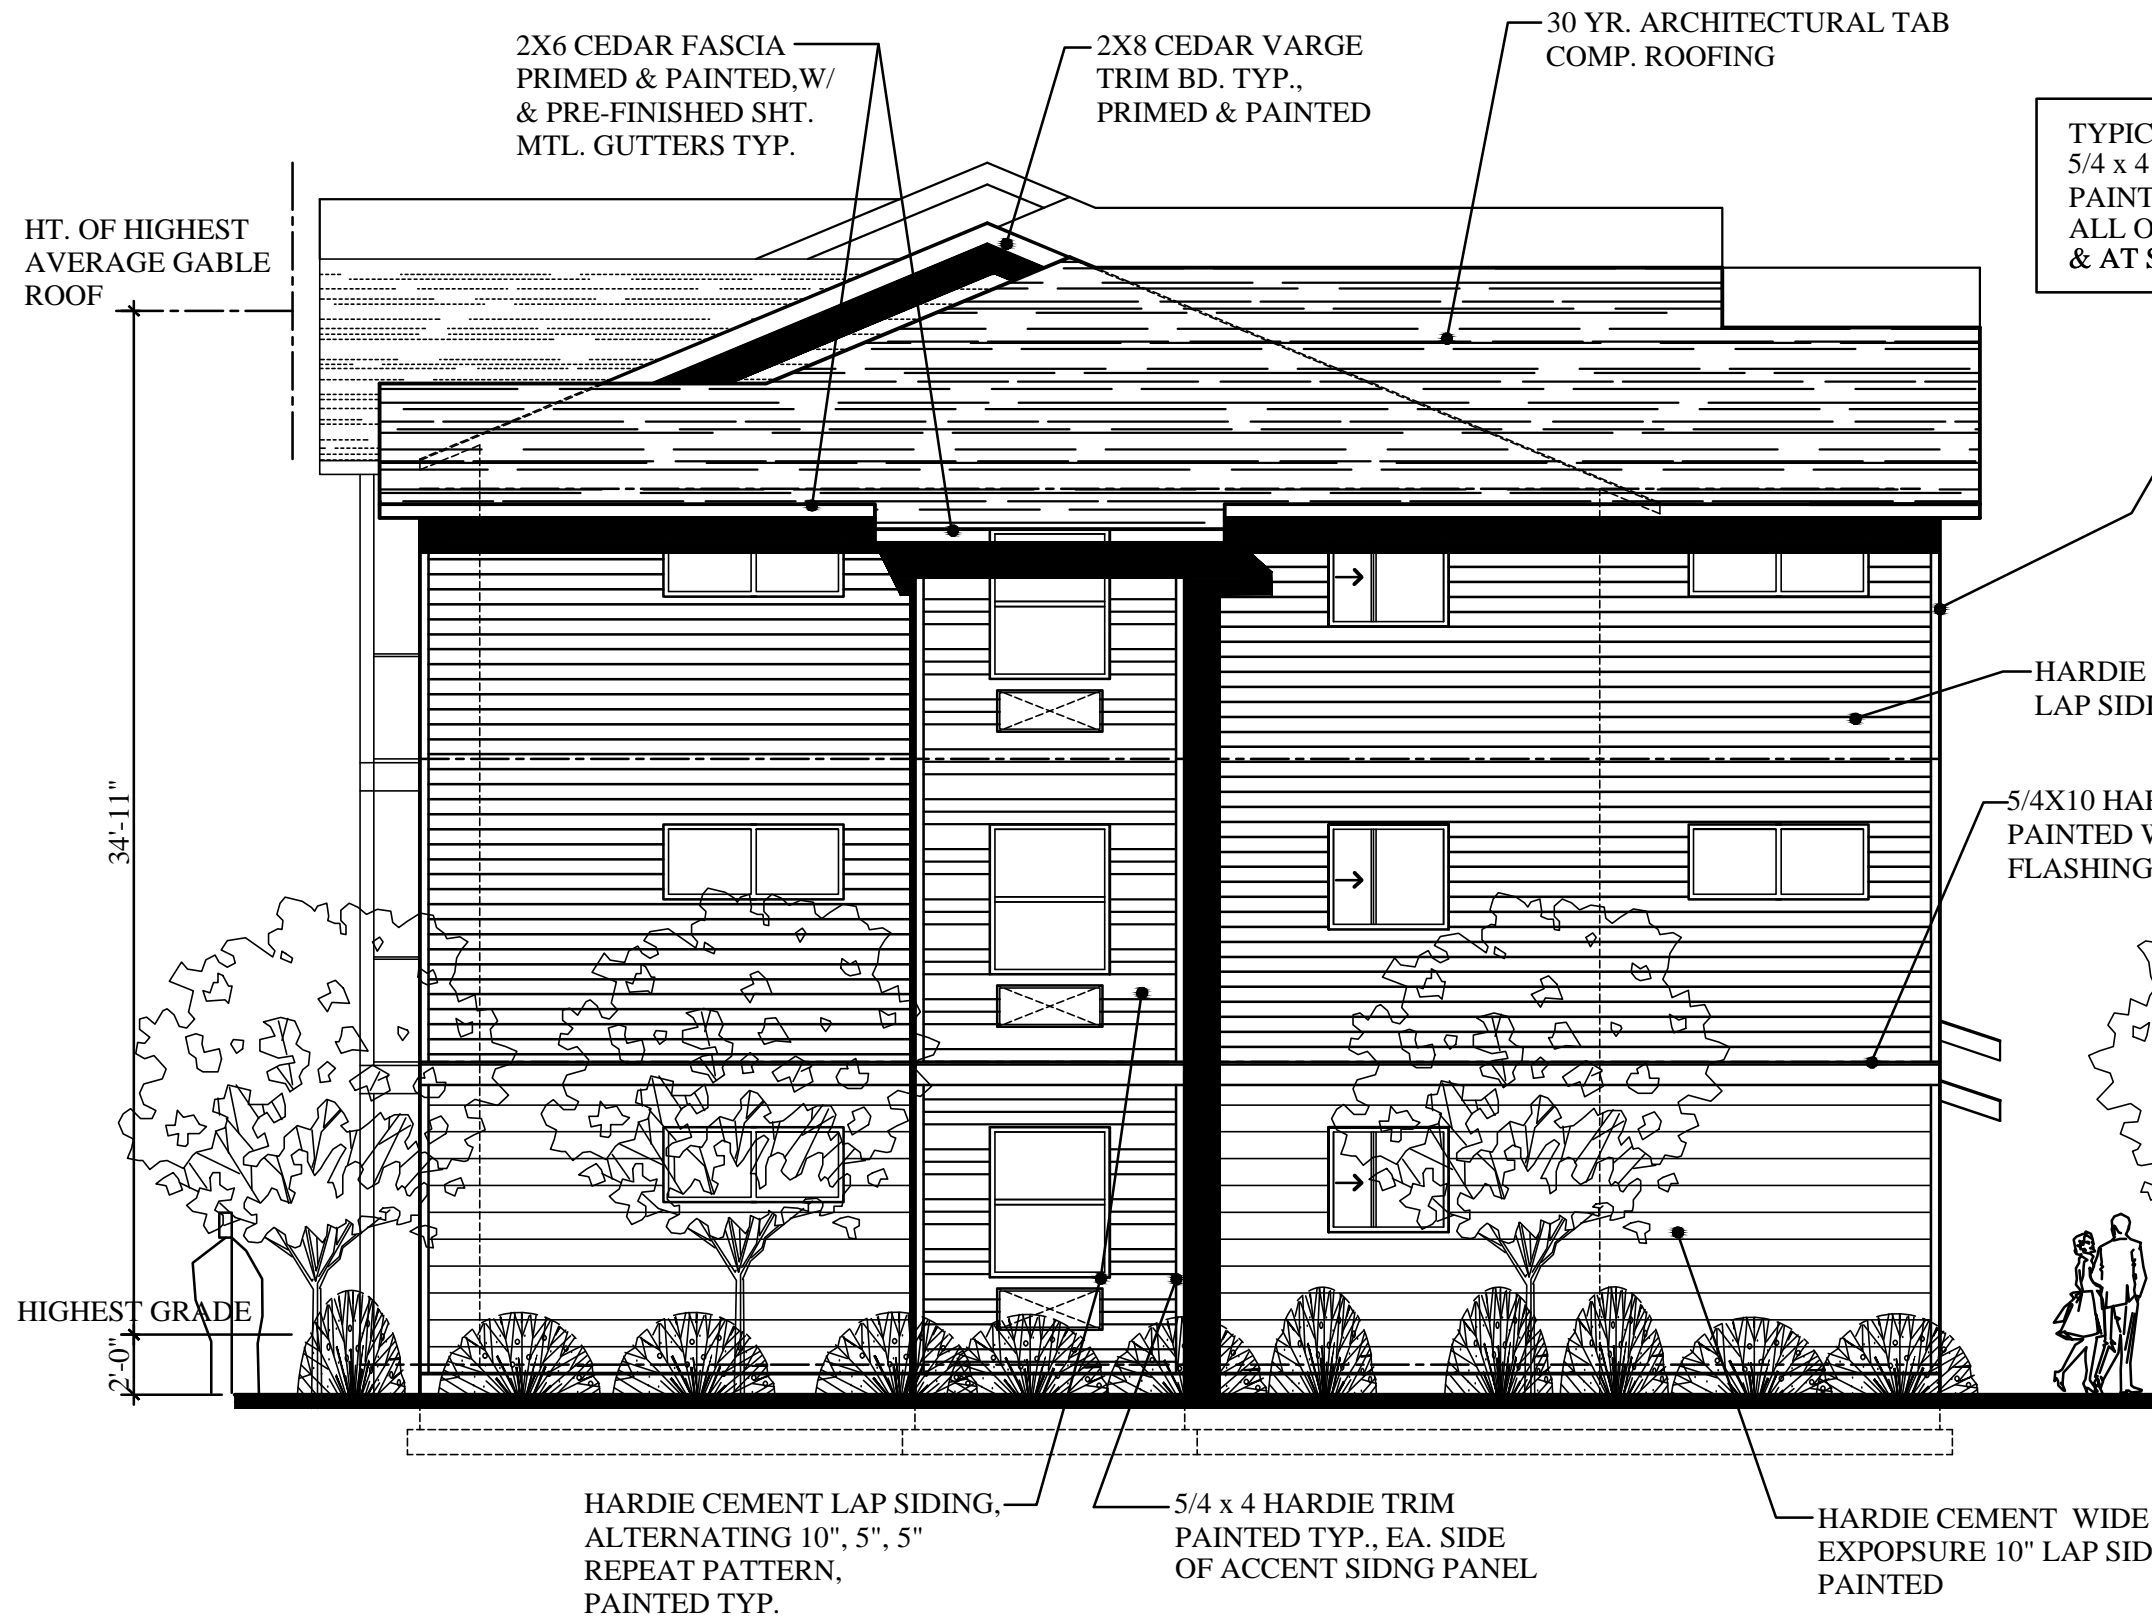 2X6 CEDAR FASCIA
PRIMED & PAINTED,W/
& PRE-FINISHED SHT.
MTL. GUTTERS TYP.
2X8 CEDAR VARGE
TRIM BD. TYP.,
PRIMED & PAINTED
30 YR. ARCHITECTURAL TAB
COMP. ROOFING
TYPIC
5/4 x 4
PAINT
ALL O
& AT S
HT. OF HIGHEST
AVERAGE GABLE
ROOF
HARDIE
LAP SIDI
5/4X10 HAR
PAINTED W
FLASHING
34'-11"
HIGHEST GRADE
2'-0"
HARDIE CEMENT LAP SIDING,
ALTERNATING 10", 5", 5"
REPEAT PATTERN,
PAINTED TYP.
5/4 x 4 HARDIE TRIM
PAINTED TYP., EA. SIDE
OF ACCENT SIDNG PANEL
HARDIE CEMENT WIDE
EXPOPSURE 10" LAP SID
PAINTED